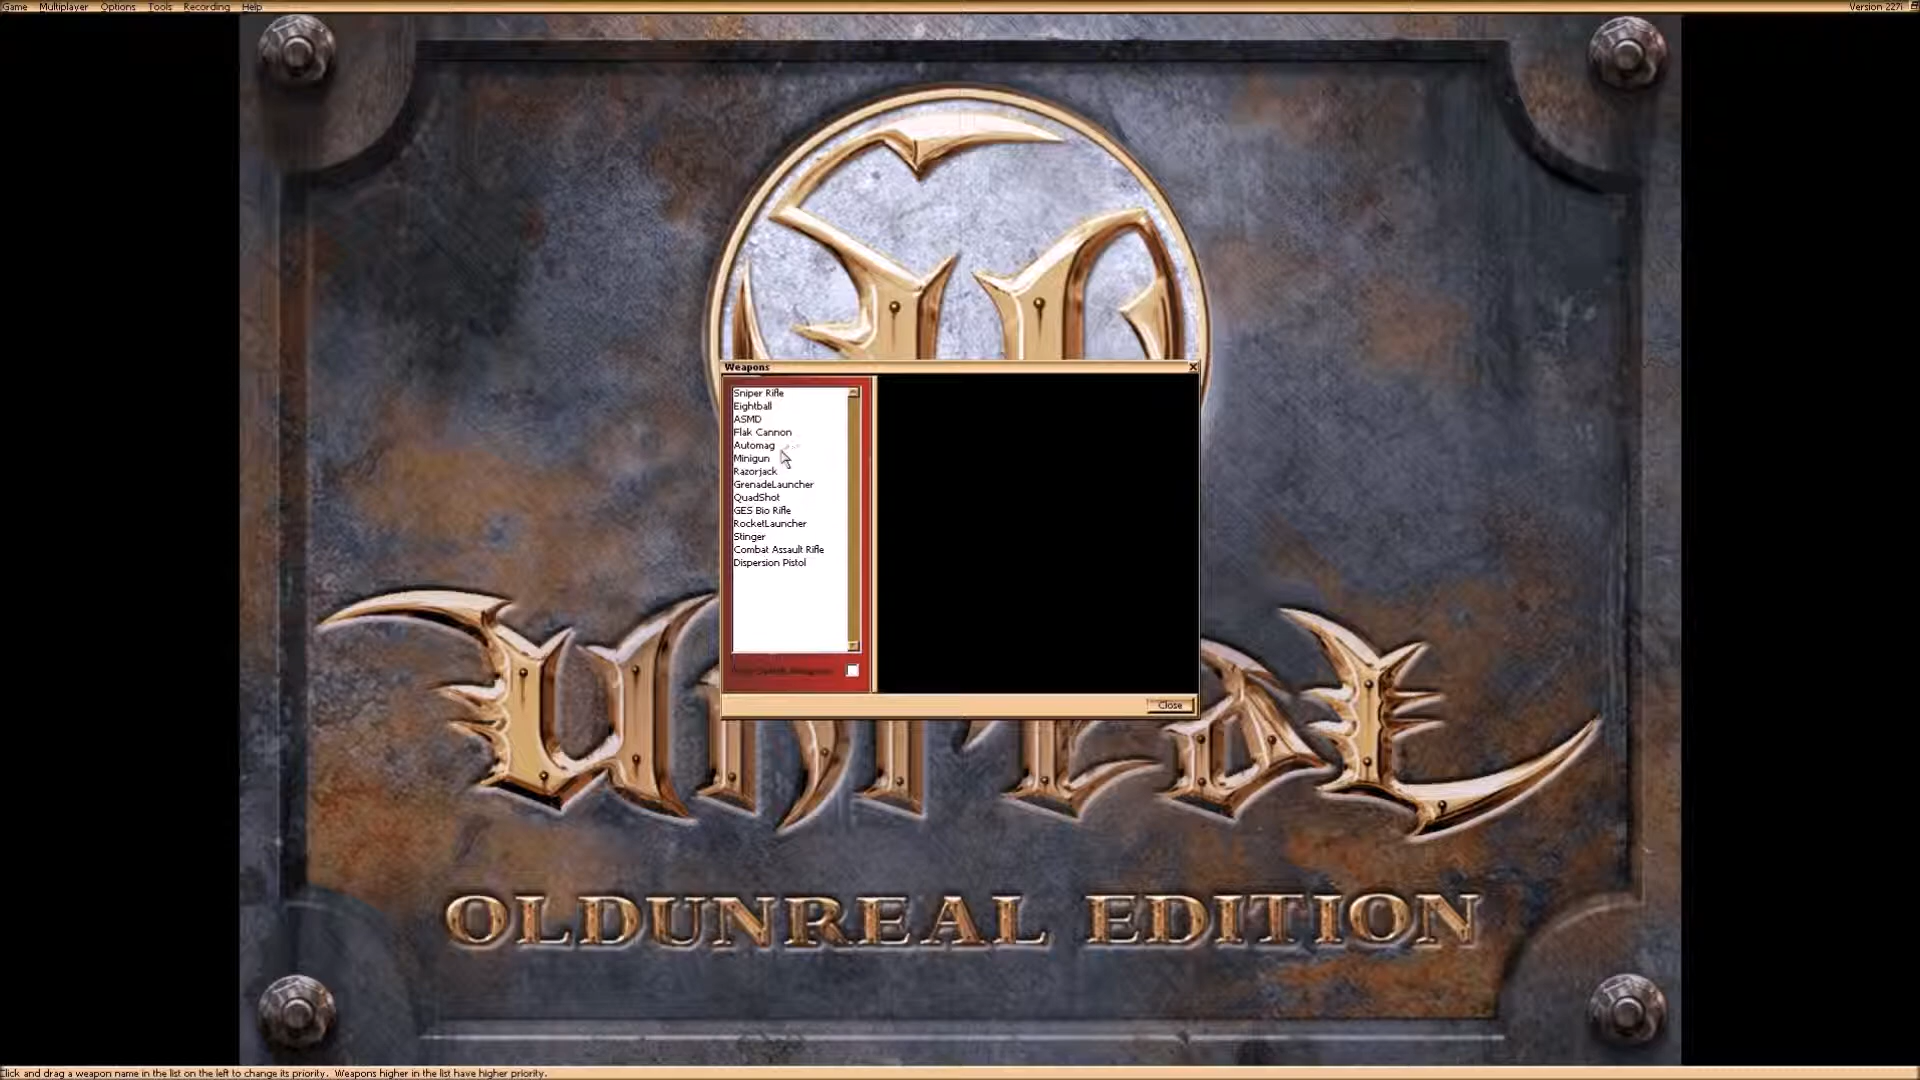 Game Multiplayer Options Tools Recording Help
Version 227i
Weapons
Sniper Rifle
Eightball
ASMD
Flak Cannon
Automag
Minigun
Razorjack
GrenadeLauncher
QuadShot
GES Bio Rifle
RocketLauncher
Stinger
Combat Assault Rifle
Dispersion Pistol
Close
UNREAL
OLDUNREAL EDITION
Click and drag a weapon name in the list on the left to change its priority. Weapons higher in the list have higher priority.